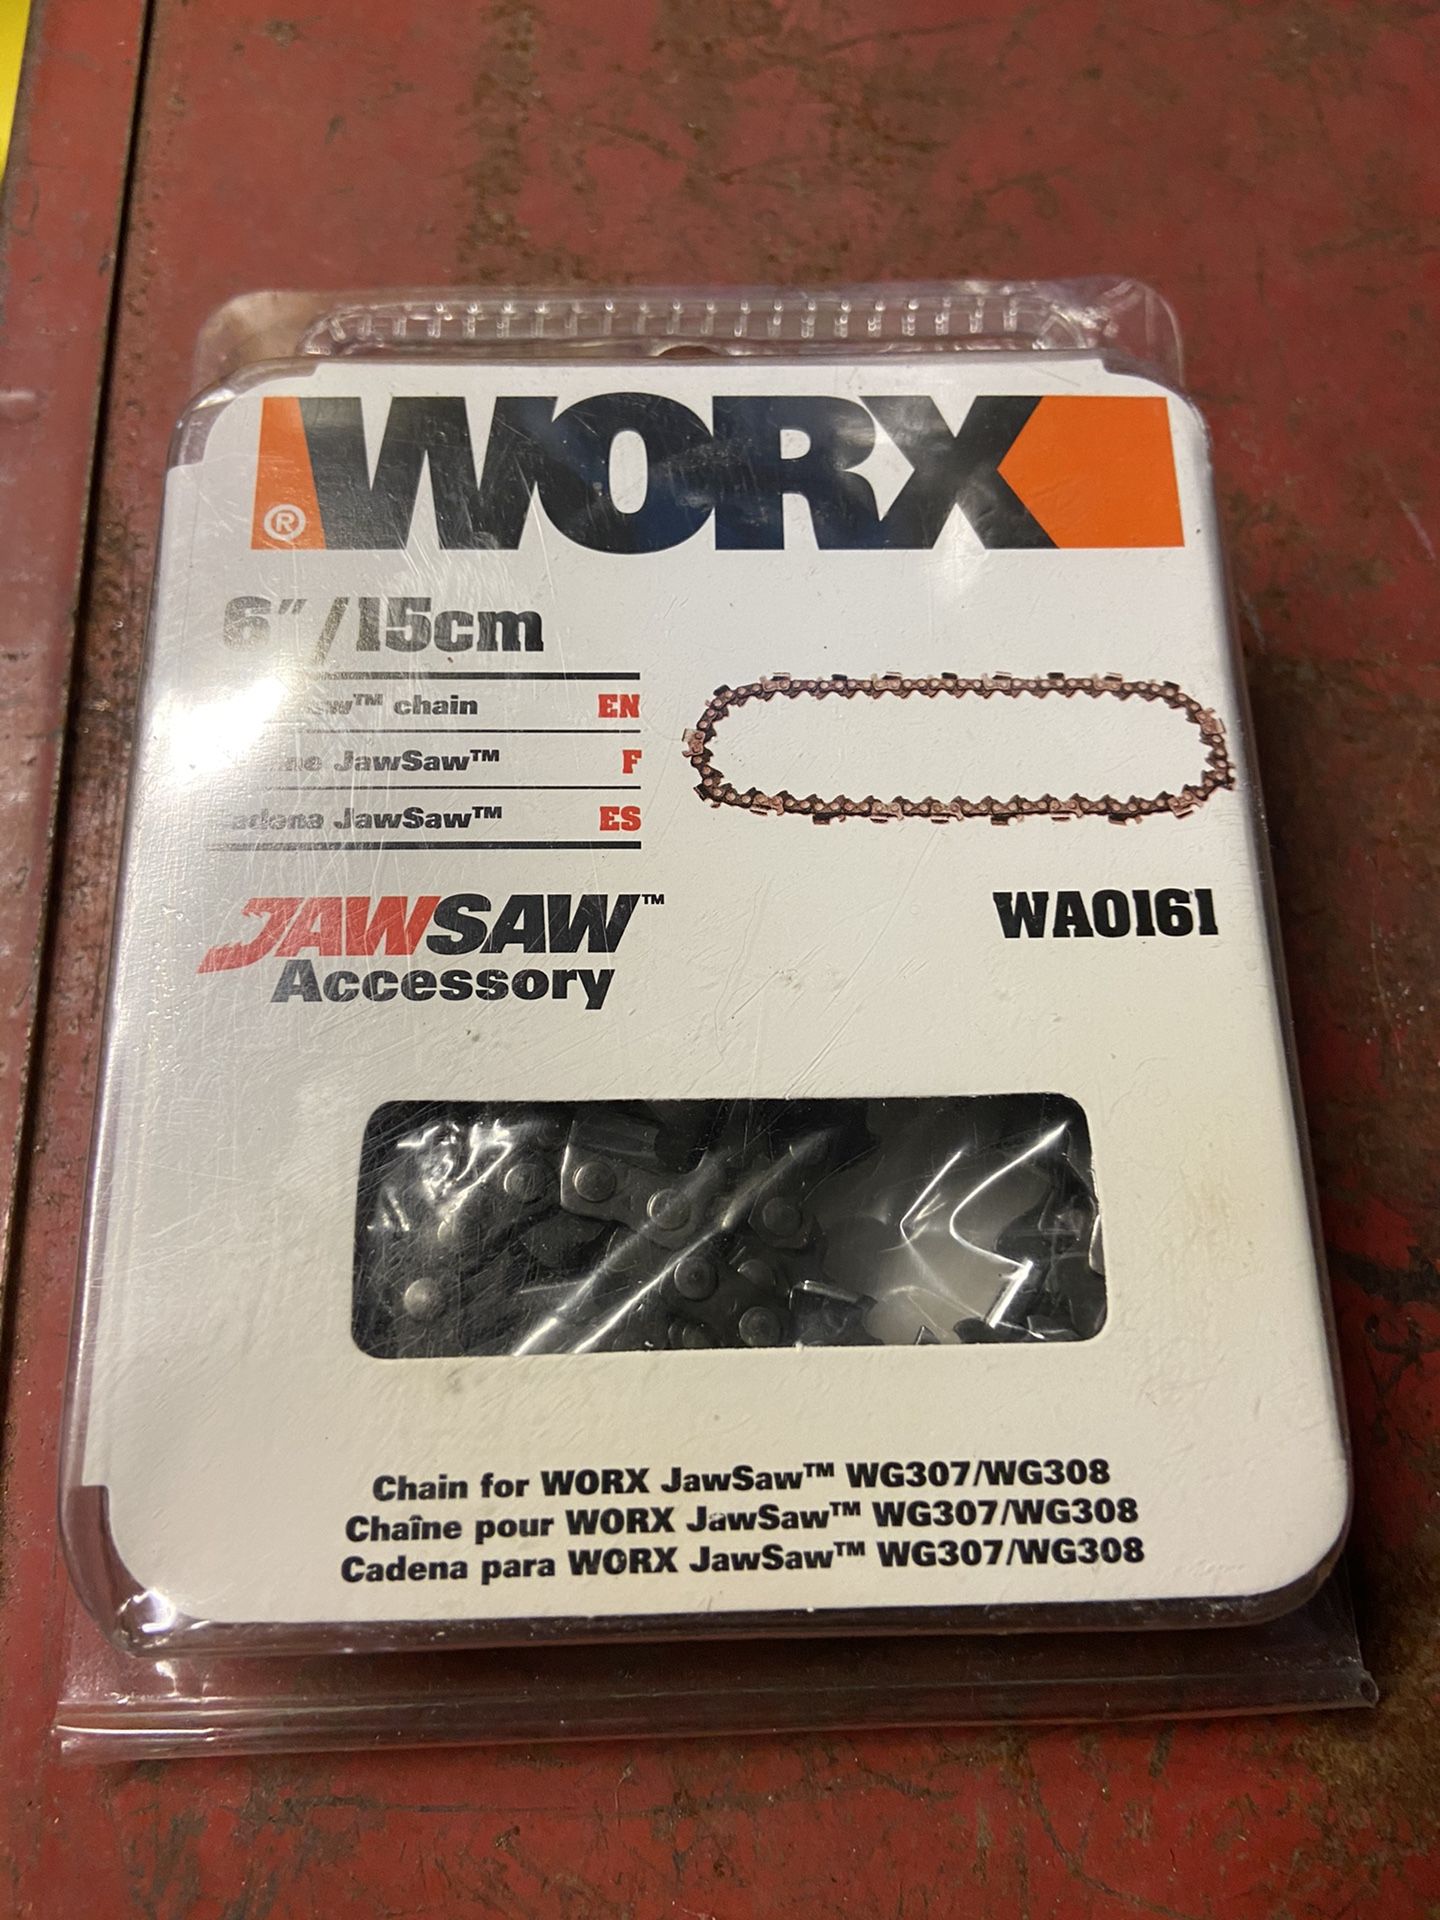 WORX
®
6"/15cm
chain EN
JawSaw™ F
Cadena JawSaw™ ES
JAWSAW™
Accessory
WA0161
Chain for WORX JawSaw™ WG307/WG308
Chaîne pour WORX JawSaw™ WG307/WG308
Cadena para WORX JawSaw™ WG307/WG308